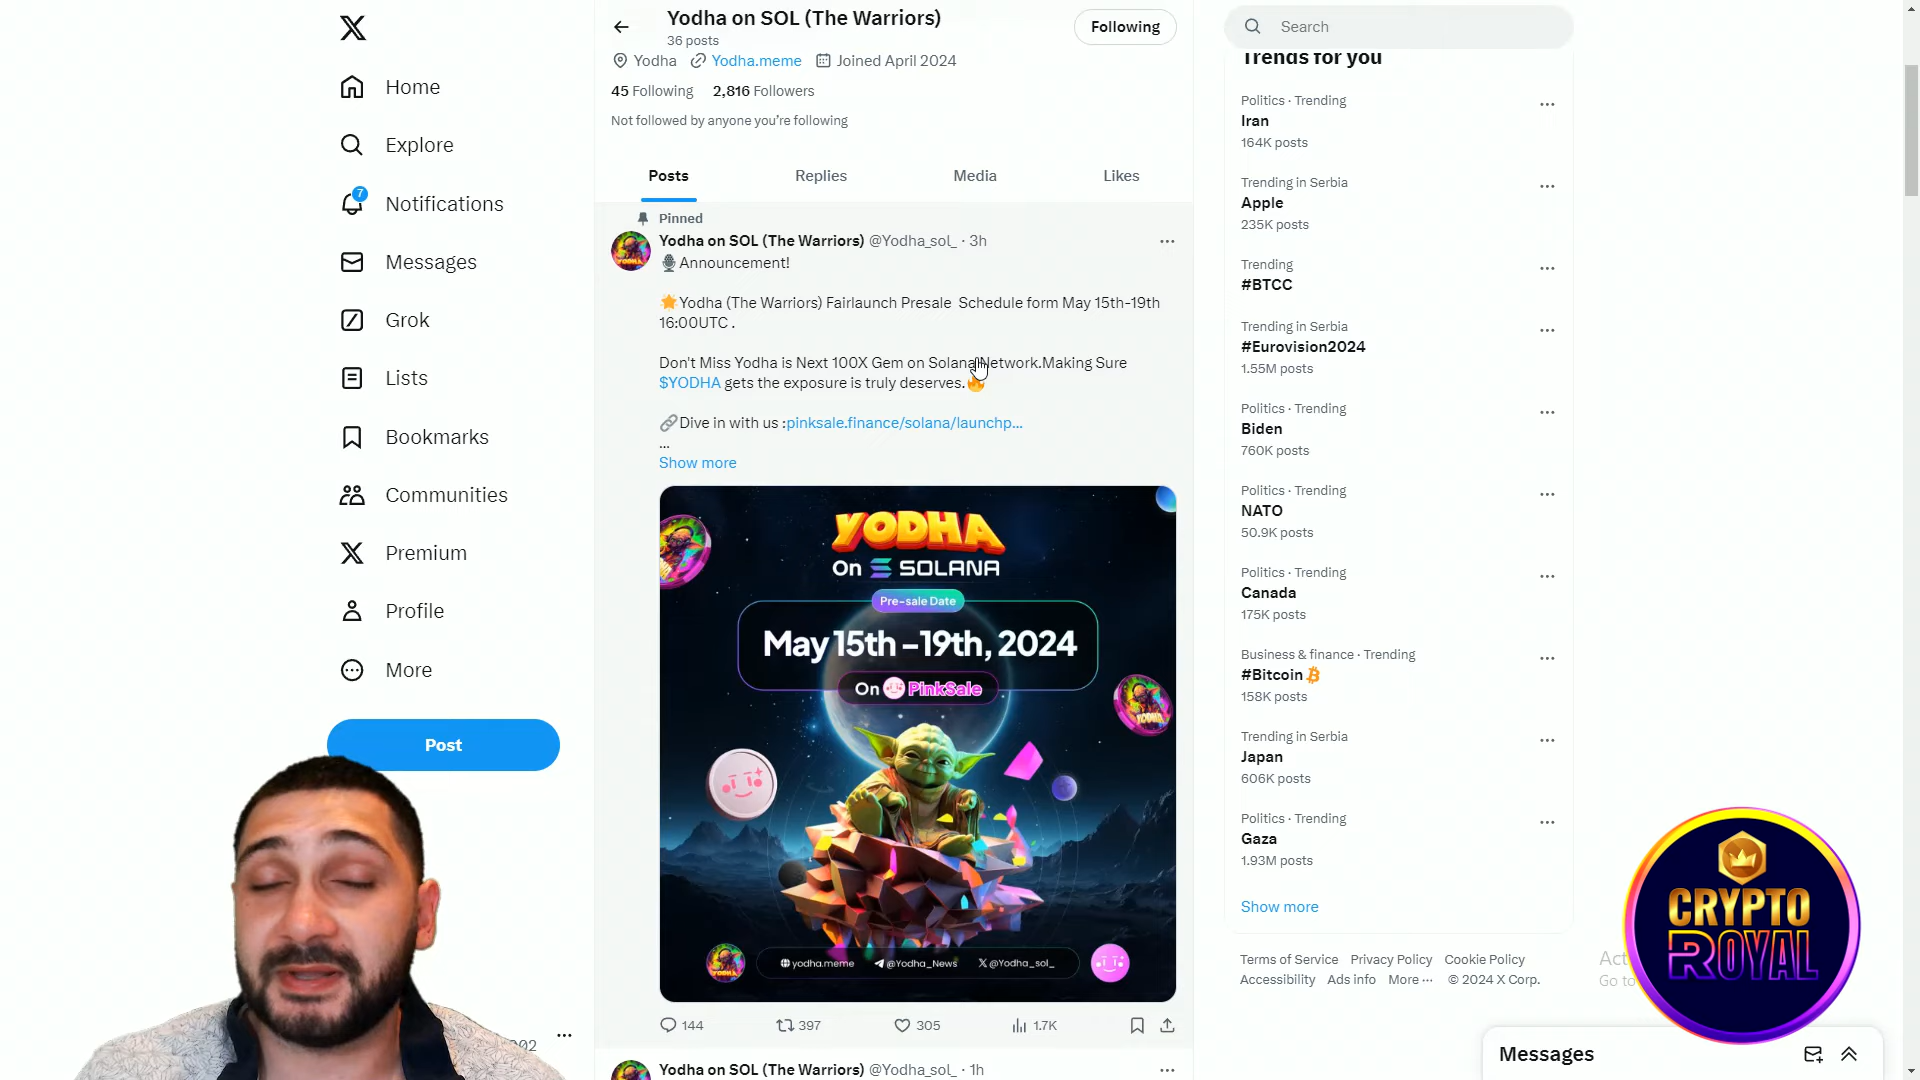 Home
Explore
7
Notifications
Messages
Grok
Lists
Bookmarks
Communities
Premium
Profile
More
Post
Yodha on SOL (The Warriors)
36 posts
Following
Yodha Yodha.meme Joined April 2024
45 Following 2,816 Followers
Not followed by anyone you're following
Posts Replies Media Likes
Pinned
Yodha on SOL (The Warriors) @Yodha_sol_ · 3h
🎙️Announcement!
🌟Yodha (The Warriors) Fairlaunch Presale Schedule form May 15th-19th
16:00UTC .
Don't Miss Yodha is Next 100X Gem on Solana Network.Making Sure
$YODHA gets the exposure is truly deserves.🔥
🔗Dive in with us :pinksale.finance/solana/launchp...
...
Show more
YODHA
On SOLANA
Pre-sale Date
May 15th - 19th, 2024
On PinkSale
YODHA
yodha.meme @Yodha_News @Yodha_sol_
144 397 305 1.7K
Yodha on SOL (The Warriors) @Yodha_sol_ · 1h
Search
Trends for you
Politics · Trending
Iran
164K posts
Trending in Serbia
Apple
235K posts
Trending
#BTCC
Trending in Serbia
#Eurovision2024
1.55M posts
Politics · Trending
Biden
760K posts
Politics · Trending
NATO
50.9K posts
Politics · Trending
Canada
175K posts
Business & finance · Trending
#Bitcoin
158K posts
Trending in Serbia
Japan
606K posts
Politics · Trending
Gaza
1.93M posts
Show more
Terms of Service Privacy Policy Cookie Policy
Accessibility Ads info More ··· © 2024 X Corp.
Go to
CRYPTO
ROYAL
Messages